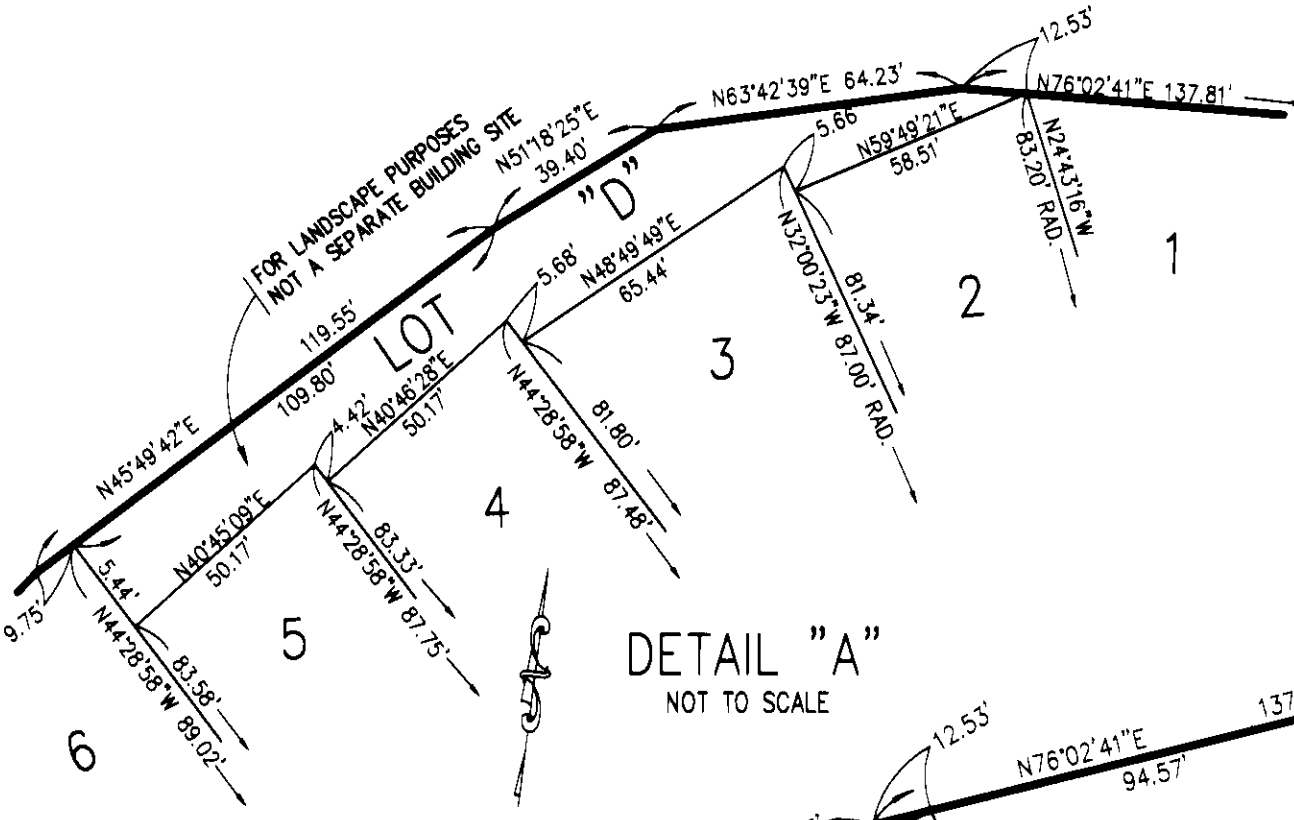 12.53'
N63°42'39"E 64.23'
N76°02'41"E 137.81'
5.66
N59°49'21"E
58.51'
N24°43'16"W
83.20' RAD.
FOR LANDSCAPE PURPOSES
NOT A SEPARATE BUILDING SITE
N51°18'25"E
39.40'
LOT "D"
N48°49'49"E
65.44'
N32°00'23"W 87.00' RAD.
81.34'
1
2
3
5.68'
119.55'
109.80'
N45°49'42"E
N40°46'28"E
50.17'
4.42'
N44°28'58"W 87.48'
81.80'
4
N40°45'09"E
50.17'
N44°28'58"W 87.75'
83.33'
9.75'
5.44'
N44°28'58"W 89.02'
83.58'
5
6
DETAIL "A"
NOT TO SCALE
12.53'
N76°02'41"E
94.57'
137